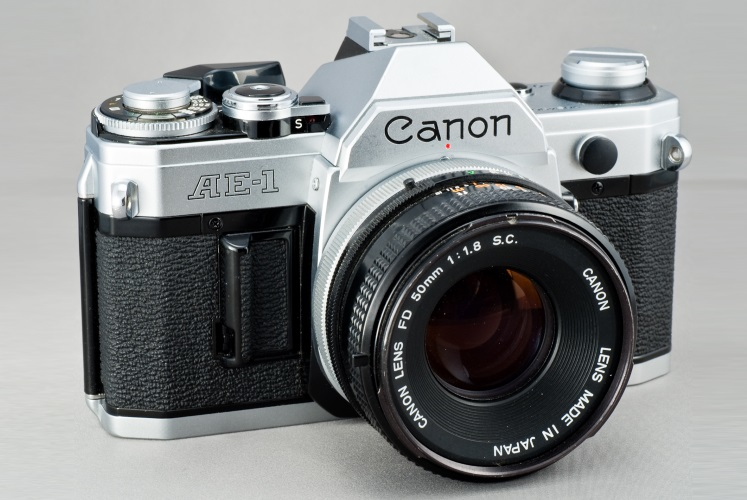 Canon
AE-1
S
CANON LENS FD 50mm 1:1.8 S.C.
CANON LENS MADE IN JAPAN